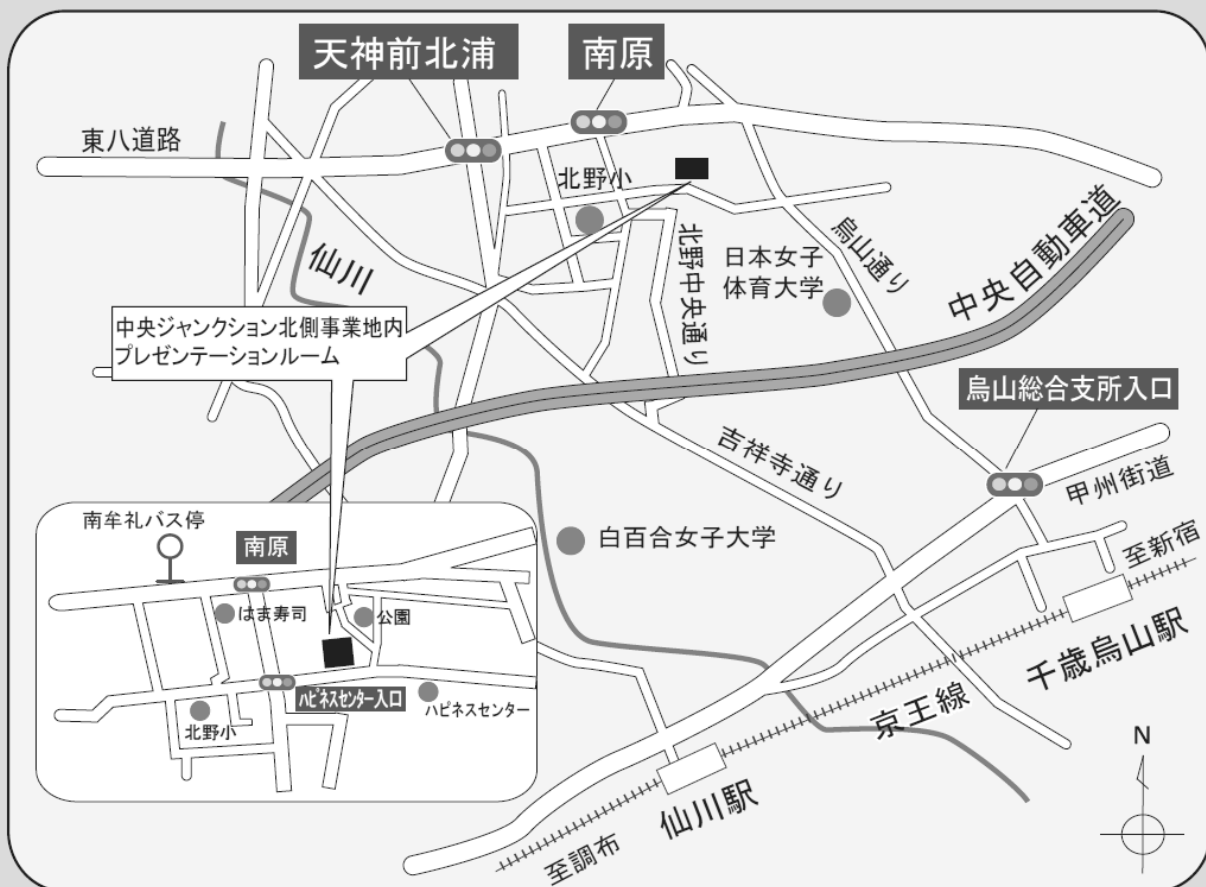 天神前北浦
南原
東八道路
北野小
仙川
北野中央通り
日本女子
体育大学
烏山通り
中央自動車道
中央ジャンクション北側事業地内
プレゼンテーションルーム
烏山総合支所入口
吉祥寺通り
甲州街道
白百合女子大学
至新宿
千歳烏山駅
京王線
仙川駅
至調布
N
南牟礼バス停
南原
はま寿司
公園
ハピネスセンター入口
ハピネスセンター
北野小